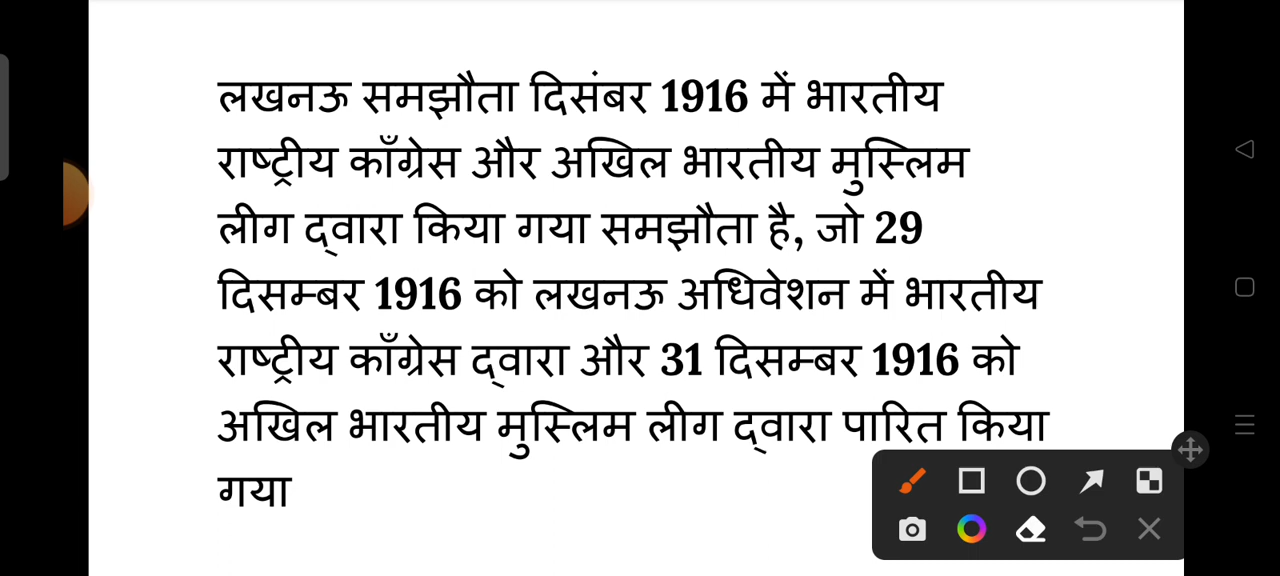 लखनऊ समझौता दिसंबर 1916 में भारतीय
राष्ट्रीय काँग्रेस और अखिल भारतीय मुस्लिम
लीग द्वारा किया गया समझौता है, जो 29
दिसम्बर 1916 को लखनऊ अधिवेशन में भारतीय
राष्ट्रीय काँग्रेस द्वारा और 31 दिसम्बर 1916 को
अखिल भारतीय मुस्लिम लीग द्वारा पारित किया
गया